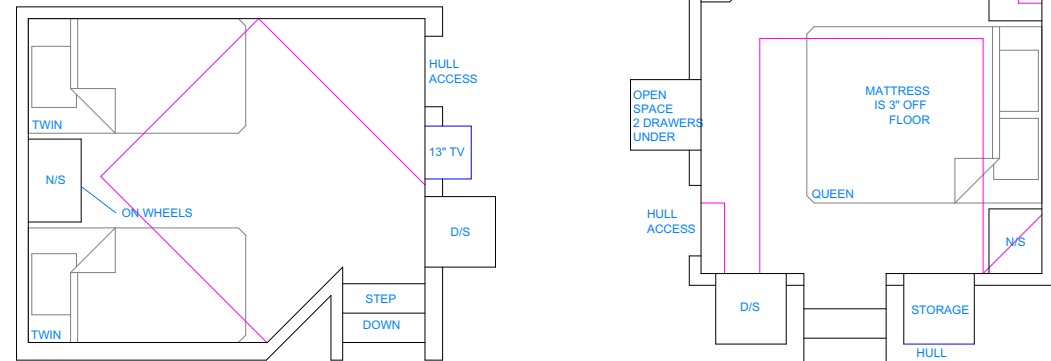 HULL
ACCESS
TWIN
13" TV
N/S
ON WHEELS
D/S
STEP
DOWN
TWIN
MATTRESS
IS 3" OFF
FLOOR
OPEN
SPACE
2 DRAWERS
UNDER
QUEEN
HULL
ACCESS
N/S
D/S
STORAGE
HULL